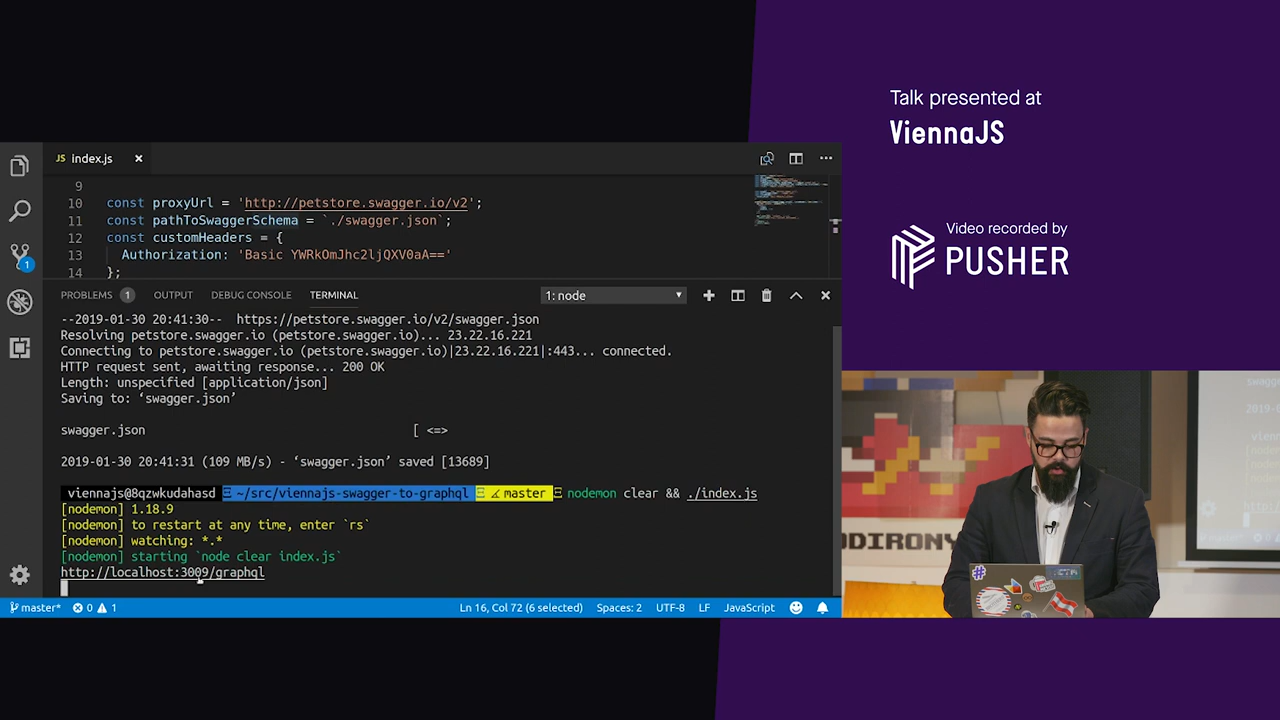 Talk presented at
ViennaJS
Video recorded by
PUSHER
JS index.js ×
9
10 const proxyUrl = 'http://petstore.swagger.io/v2';
11 const pathToSwaggerSchema = `./swagger.json`;
12 const customHeaders = {
13 Authorization: 'Basic YWRkOmJhc2ljQXV0aA=='
14 };
PROBLEMS 1 OUTPUT DEBUG CONSOLE TERMINAL 1: node
--2019-01-30 20:41:30-- https://petstore.swagger.io/v2/swagger.json
Resolving petstore.swagger.io (petstore.swagger.io)... 23.22.16.221
Connecting to petstore.swagger.io (petstore.swagger.io)|23.22.16.221|:443... connected.
HTTP request sent, awaiting response... 200 OK
Length: unspecified [application/json]
Saving to: ‘swagger.json’
swagger.json [ <=>
2019-01-30 20:41:31 (109 MB/s) - ‘swagger.json’ saved [13689]
viennajs@8qzwkudahasd ~/src/viennajs-swagger-to-graphql master nodemon clear && ./index.js
[nodemon] 1.18.9
[nodemon] to restart at any time, enter `rs`
[nodemon] watching: *.*
[nodemon] starting `node clear index.js`
http://localhost:3009/graphql
1
master* 0 1 Ln 16, Col 72 (6 selected) Spaces: 2 UTF-8 LF JavaScript
ODIRONY